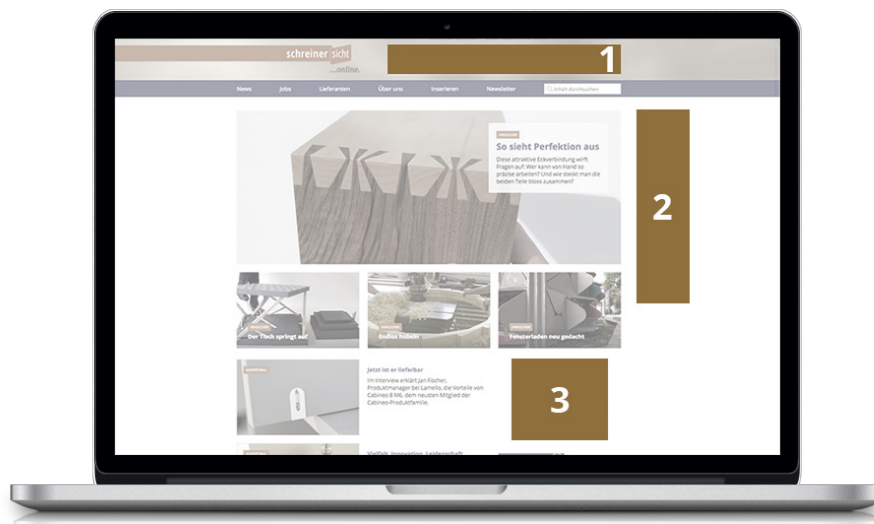 schreiner sicht
...online.
1
News Jobs Lieferanten Über uns Inserieren Newsletter Inhalt durchsuchen
So sieht Perfektion aus
Diese attraktive Eckverbindung wirft
Fragen auf: Wer kann von Hand so
präzise arbeiten? Und wie steckt man die
beiden Teile bloss zusammen?
2
Der Tisch springt auf
Endlos hobeln
Fensterladen neu gedacht
Jetzt ist er lieferbar
Im Interview erklärt Jan Fischer,
Produktmanager bei Lamello, die Vorteile von
Cabineo 8 M6, dem neusten Mitglied der
Cabineo-Produktfamilie.
3
Vielfalt, Innovation, Leidenschaft